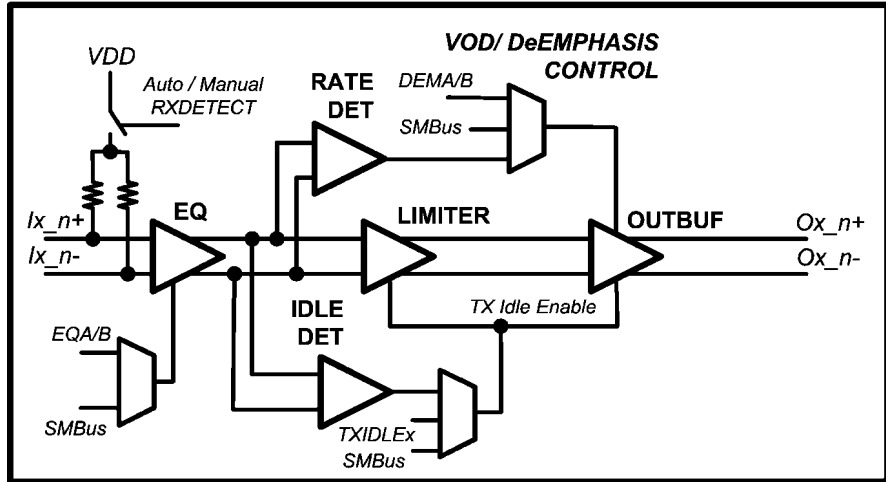 VOD/ DeEMPHASIS
CONTROL
VDD
Auto / Manual
RXDETECT
RATE
DET
DEMA/B
SMBus
Ix_n+
Ix_n-
EQ
LIMITER
OUTBUF
Ox_n+
Ox_n-
IDLE
DET
TX Idle Enable
EQA/B
SMBus
TXIDLEx
SMBus